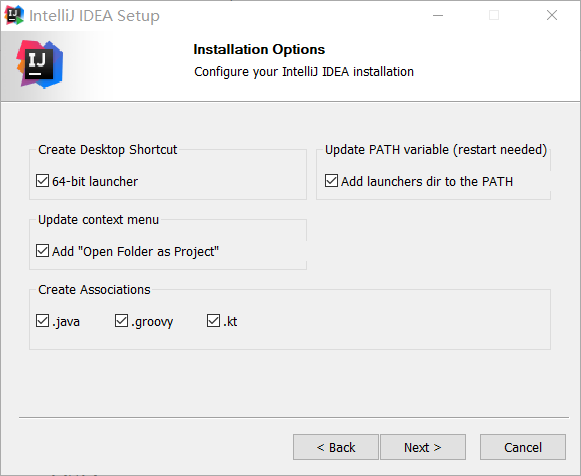 IntelliJ IDEA Setup
IJ
Installation Options
Configure your IntelliJ IDEA installation
Create Desktop Shortcut
64-bit launcher
Update PATH variable (restart needed)
Add launchers dir to the PATH
Update context menu
Add "Open Folder as Project"
Create Associations
.java .groovy .kt
< Back Next > Cancel